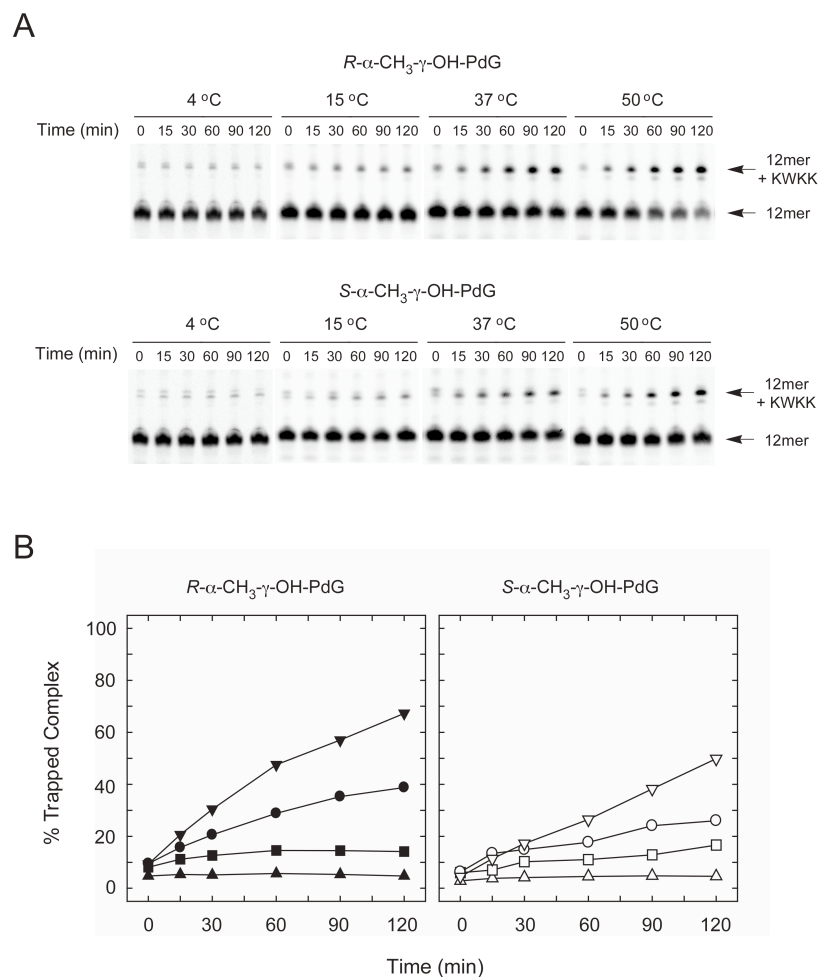 A
R-α-CH3-γ-OH-PdG
4 °C 15 °C 37 °C 50 °C
Time (min) 0 15 30 60 90 120 0 15 30 60 90 120 0 15 30 60 90 120 0 15 30 60 90 120
12mer
+ KWKK
12mer
S-α-CH3-γ-OH-PdG
4 °C 15 °C 37 °C 50 °C
Time (min) 0 15 30 60 90 120 0 15 30 60 90 120 0 15 30 60 90 120 0 15 30 60 90 120
12mer
+ KWKK
12mer
B
R-α-CH3-γ-OH-PdG S-α-CH3-γ-OH-PdG
% Trapped Complex
100
80
60
40
20
0
0 30 60 90 120 0 30 60 90 120
Time (min)